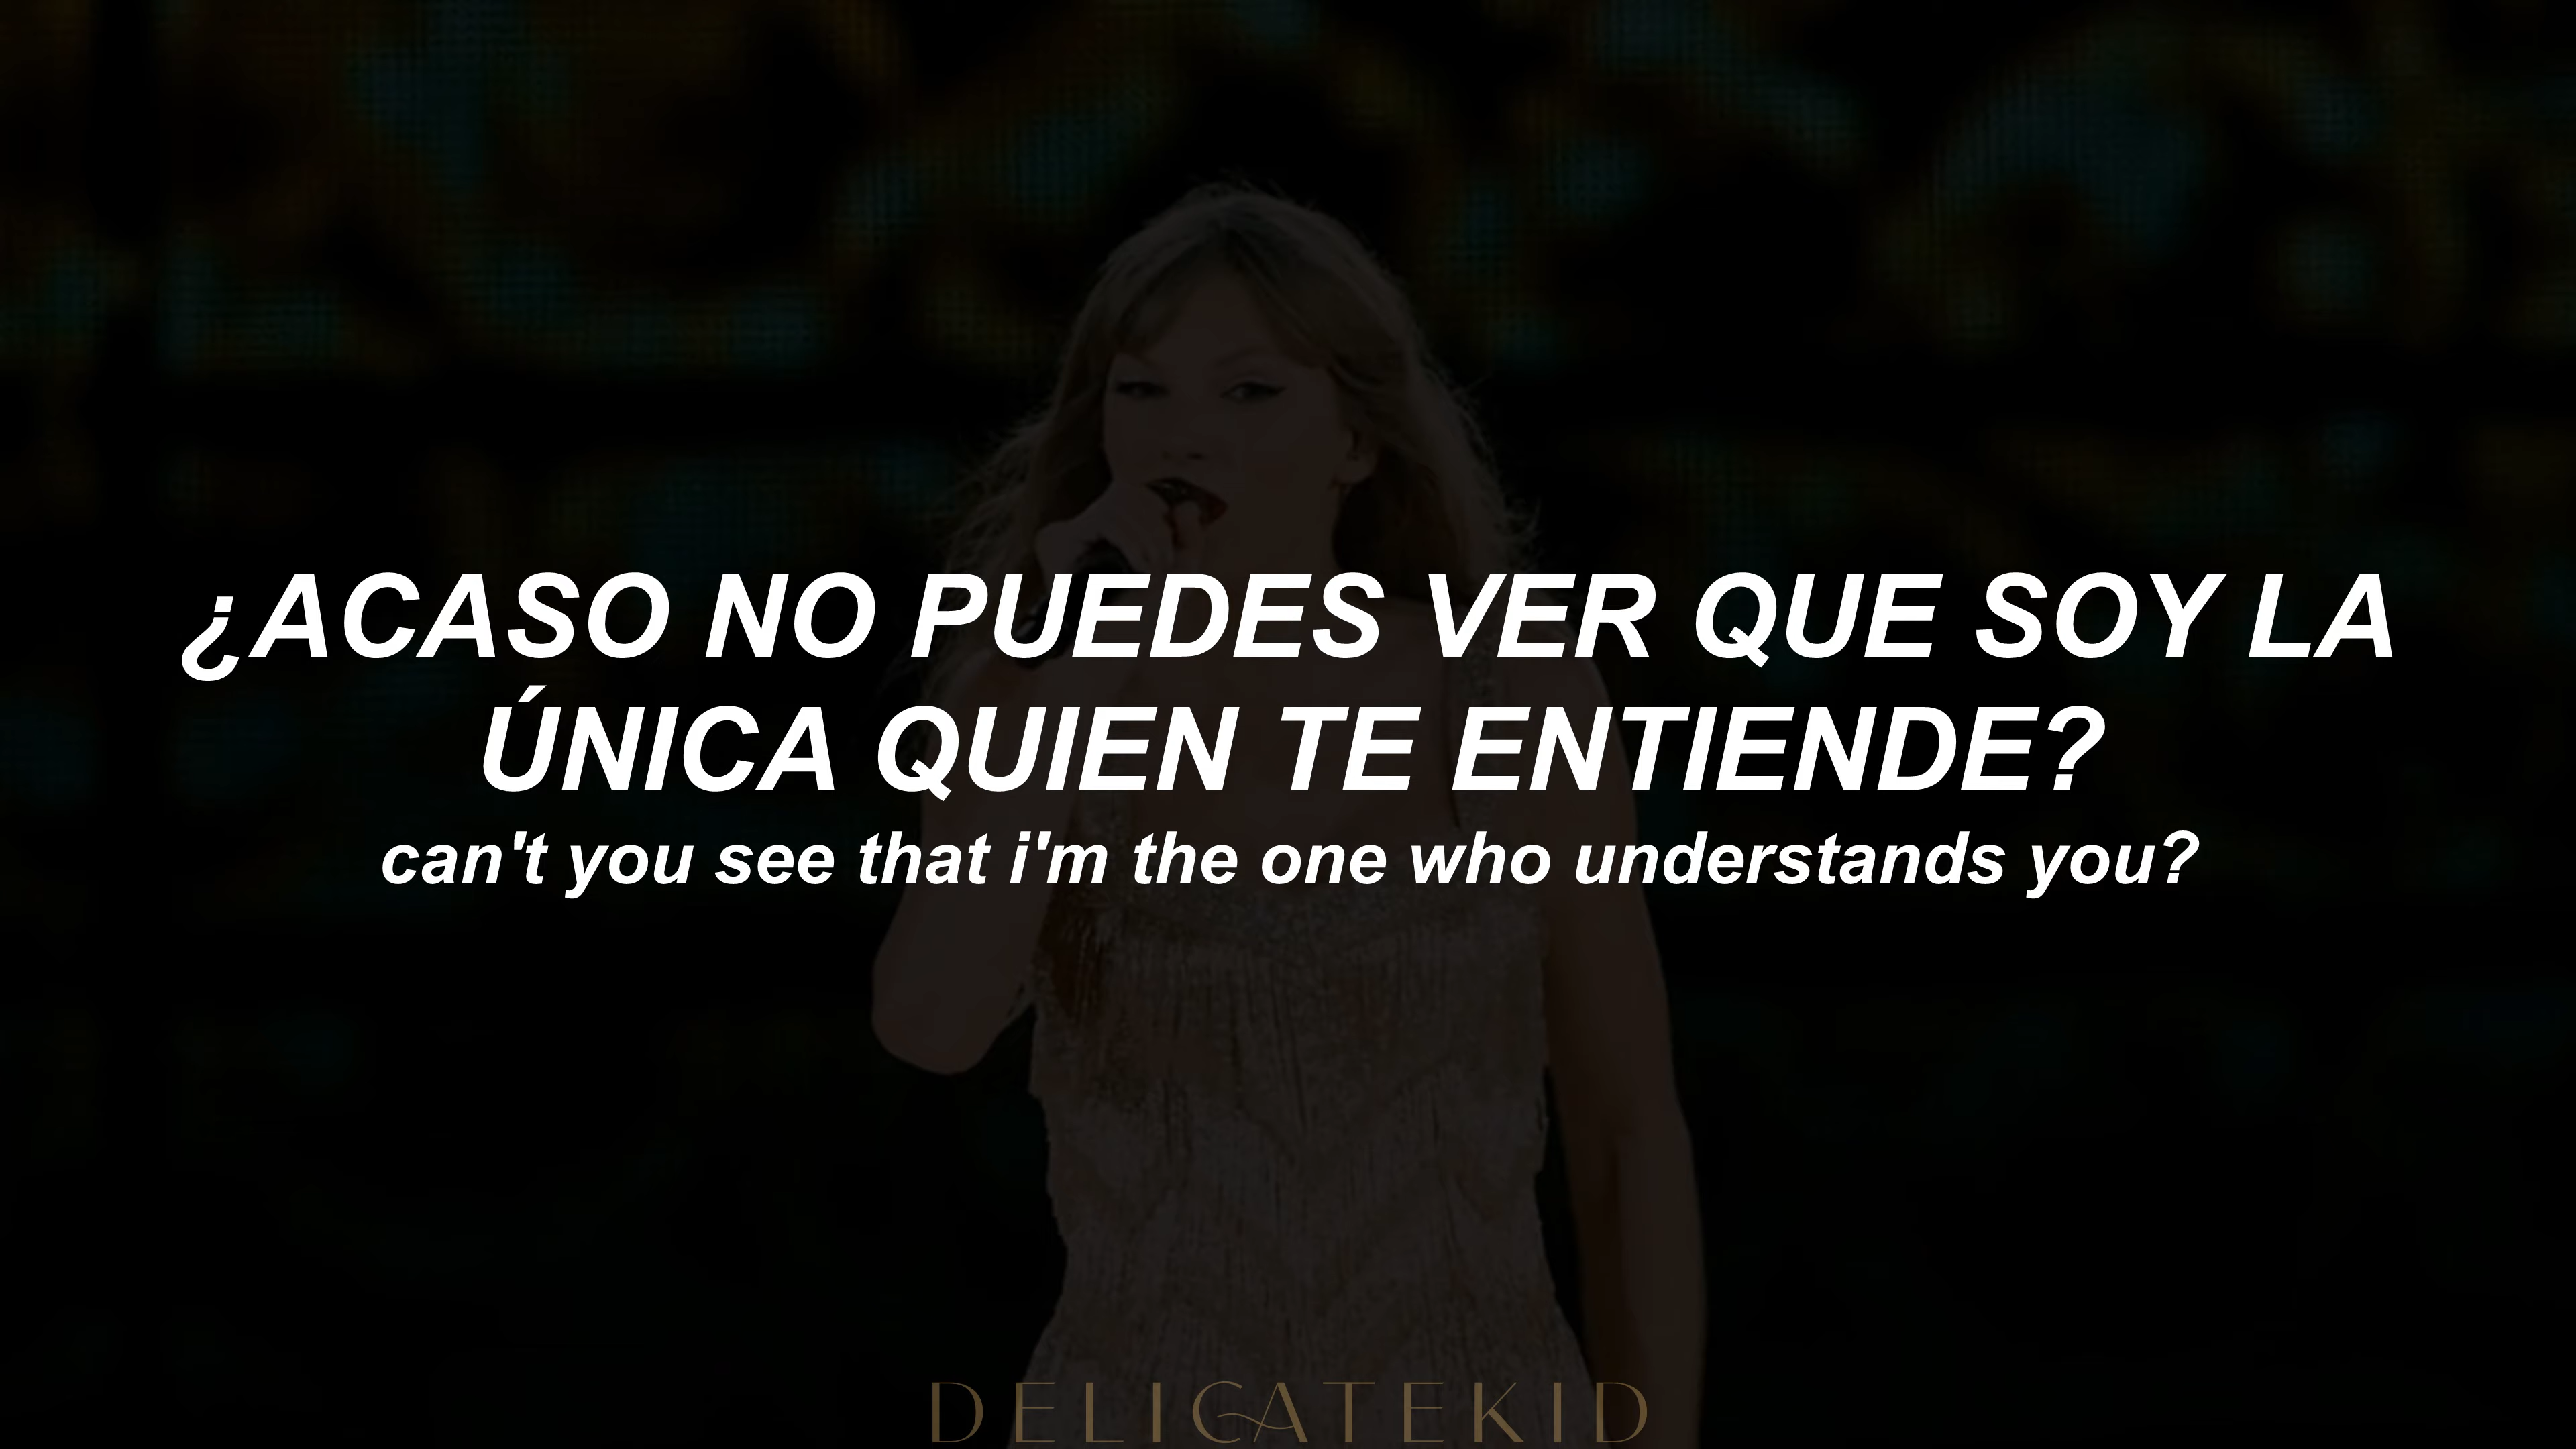 ¿ACASO NO PUEDES VER QUE SOY LA
ÚNICA QUIEN TE ENTIENDE?
can't you see that i'm the one who understands you?
DELICATEKID